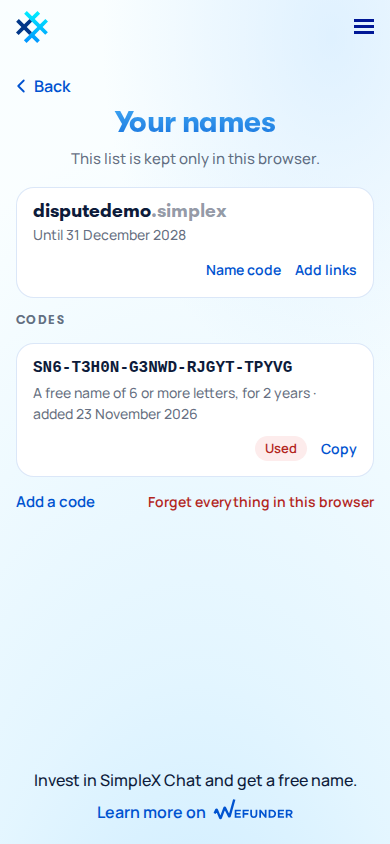 Back
Your names
This list is kept only in this browser.
disputedemo.simplex
Until 31 December 2028
Name code Add links
CODES
SN6-T3H0N-G3NWD-RJGYT-TPYVG
A free name of 6 or more letters, for 2 years ·
added 23 November 2026
Used Copy
Add a code Forget everything in this browser
Invest in SimpleX Chat and get a free name.
Learn more on WEFUNDER